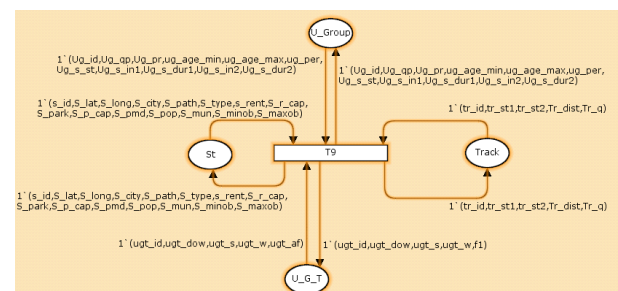 U_Group
1`(Ug_id,Ug_qp,Ug_pr,ug_age_min,ug_age_max,ug_per,
Ug_s_st,Ug_s_in1,Ug_s_dur1,Ug_s_in2,Ug_s_dur2)
1`(Ug_id,Ug_qp,Ug_pr,ug_age_min,ug_age_max,ug_per,
Ug_s_st,Ug_s_in1,Ug_s_dur1,Ug_s_in2,Ug_s_dur2)
1`(s_id,S_lat,S_long,S_city,S_path,S_type,s_rent,S_r_cap,
S_park,S_p_cap,S_pmd,S_pop,S_mun,S_minob,S_maxob)
1`(tr_id,tr_st1,tr_st2,Tr_dist,Tr_q)
St
T9
Track
1`(s_id,S_lat,S_long,S_city,S_path,S_type,s_rent,S_r_cap,
S_park,S_p_cap,S_pmd,S_pop,S_mun,S_minob,S_maxob)
1`(tr_id,tr_st1,tr_st2,Tr_dist,Tr_q)
1`(ugt_id,ugt_dow,ugt_s,ugt_w,ugt_af)
1`(ugt_id,ugt_dow,ugt_s,ugt_w,f1)
U_G_T